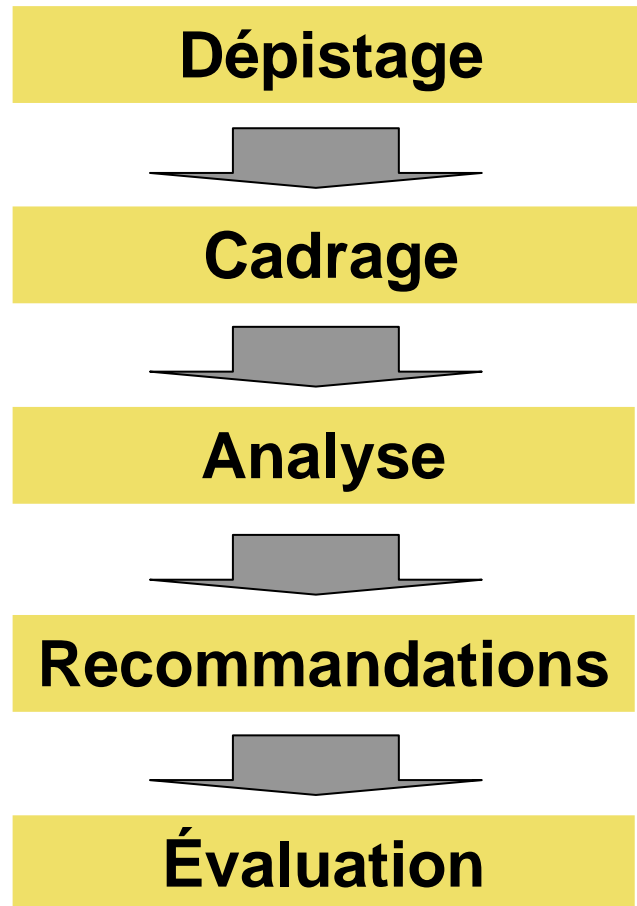 Dépistage
Cadrage
Analyse
Recommandations
Évaluation